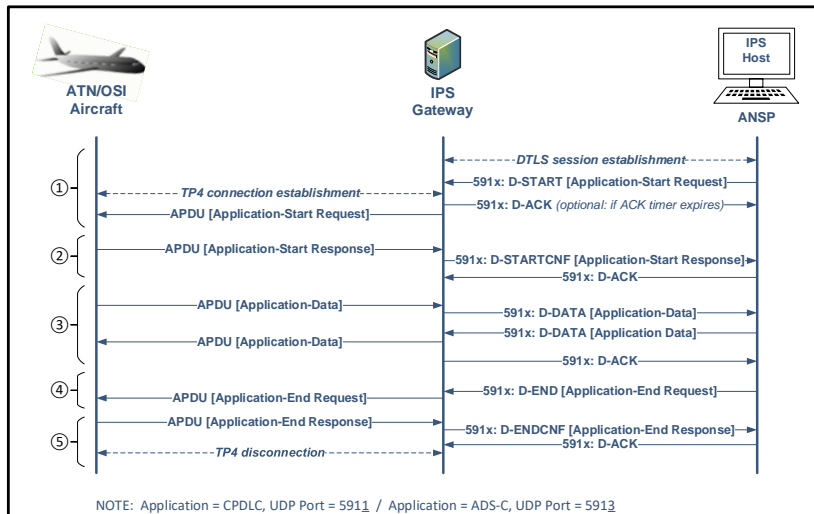 ATN/OSI
Aircraft
IPS
Gateway
IPS
Host
ANSP
①
DTLS session establishment
591x: D-START [Application-Start Request]
TP4 connection establishment
591x: D-ACK (optional: if ACK timer expires)
APDU [Application-Start Request]
②
APDU [Application-Start Response]
591x: D-STARTCNF [Application-Start Response]
591x: D-ACK
③
APDU [Application-Data]
591x: D-DATA [Application-Data]
591x: D-DATA [Application Data]
APDU [Application-Data]
591x: D-ACK
④
591x: D-END [Application-End Request]
APDU [Application-End Request]
⑤
APDU [Application-End Response]
591x: D-ENDCNF [Application-End Response]
591x: D-ACK
TP4 disconnection
NOTE: Application = CPDLC, UDP Port = 5911 / Application = ADS-C, UDP Port = 5913